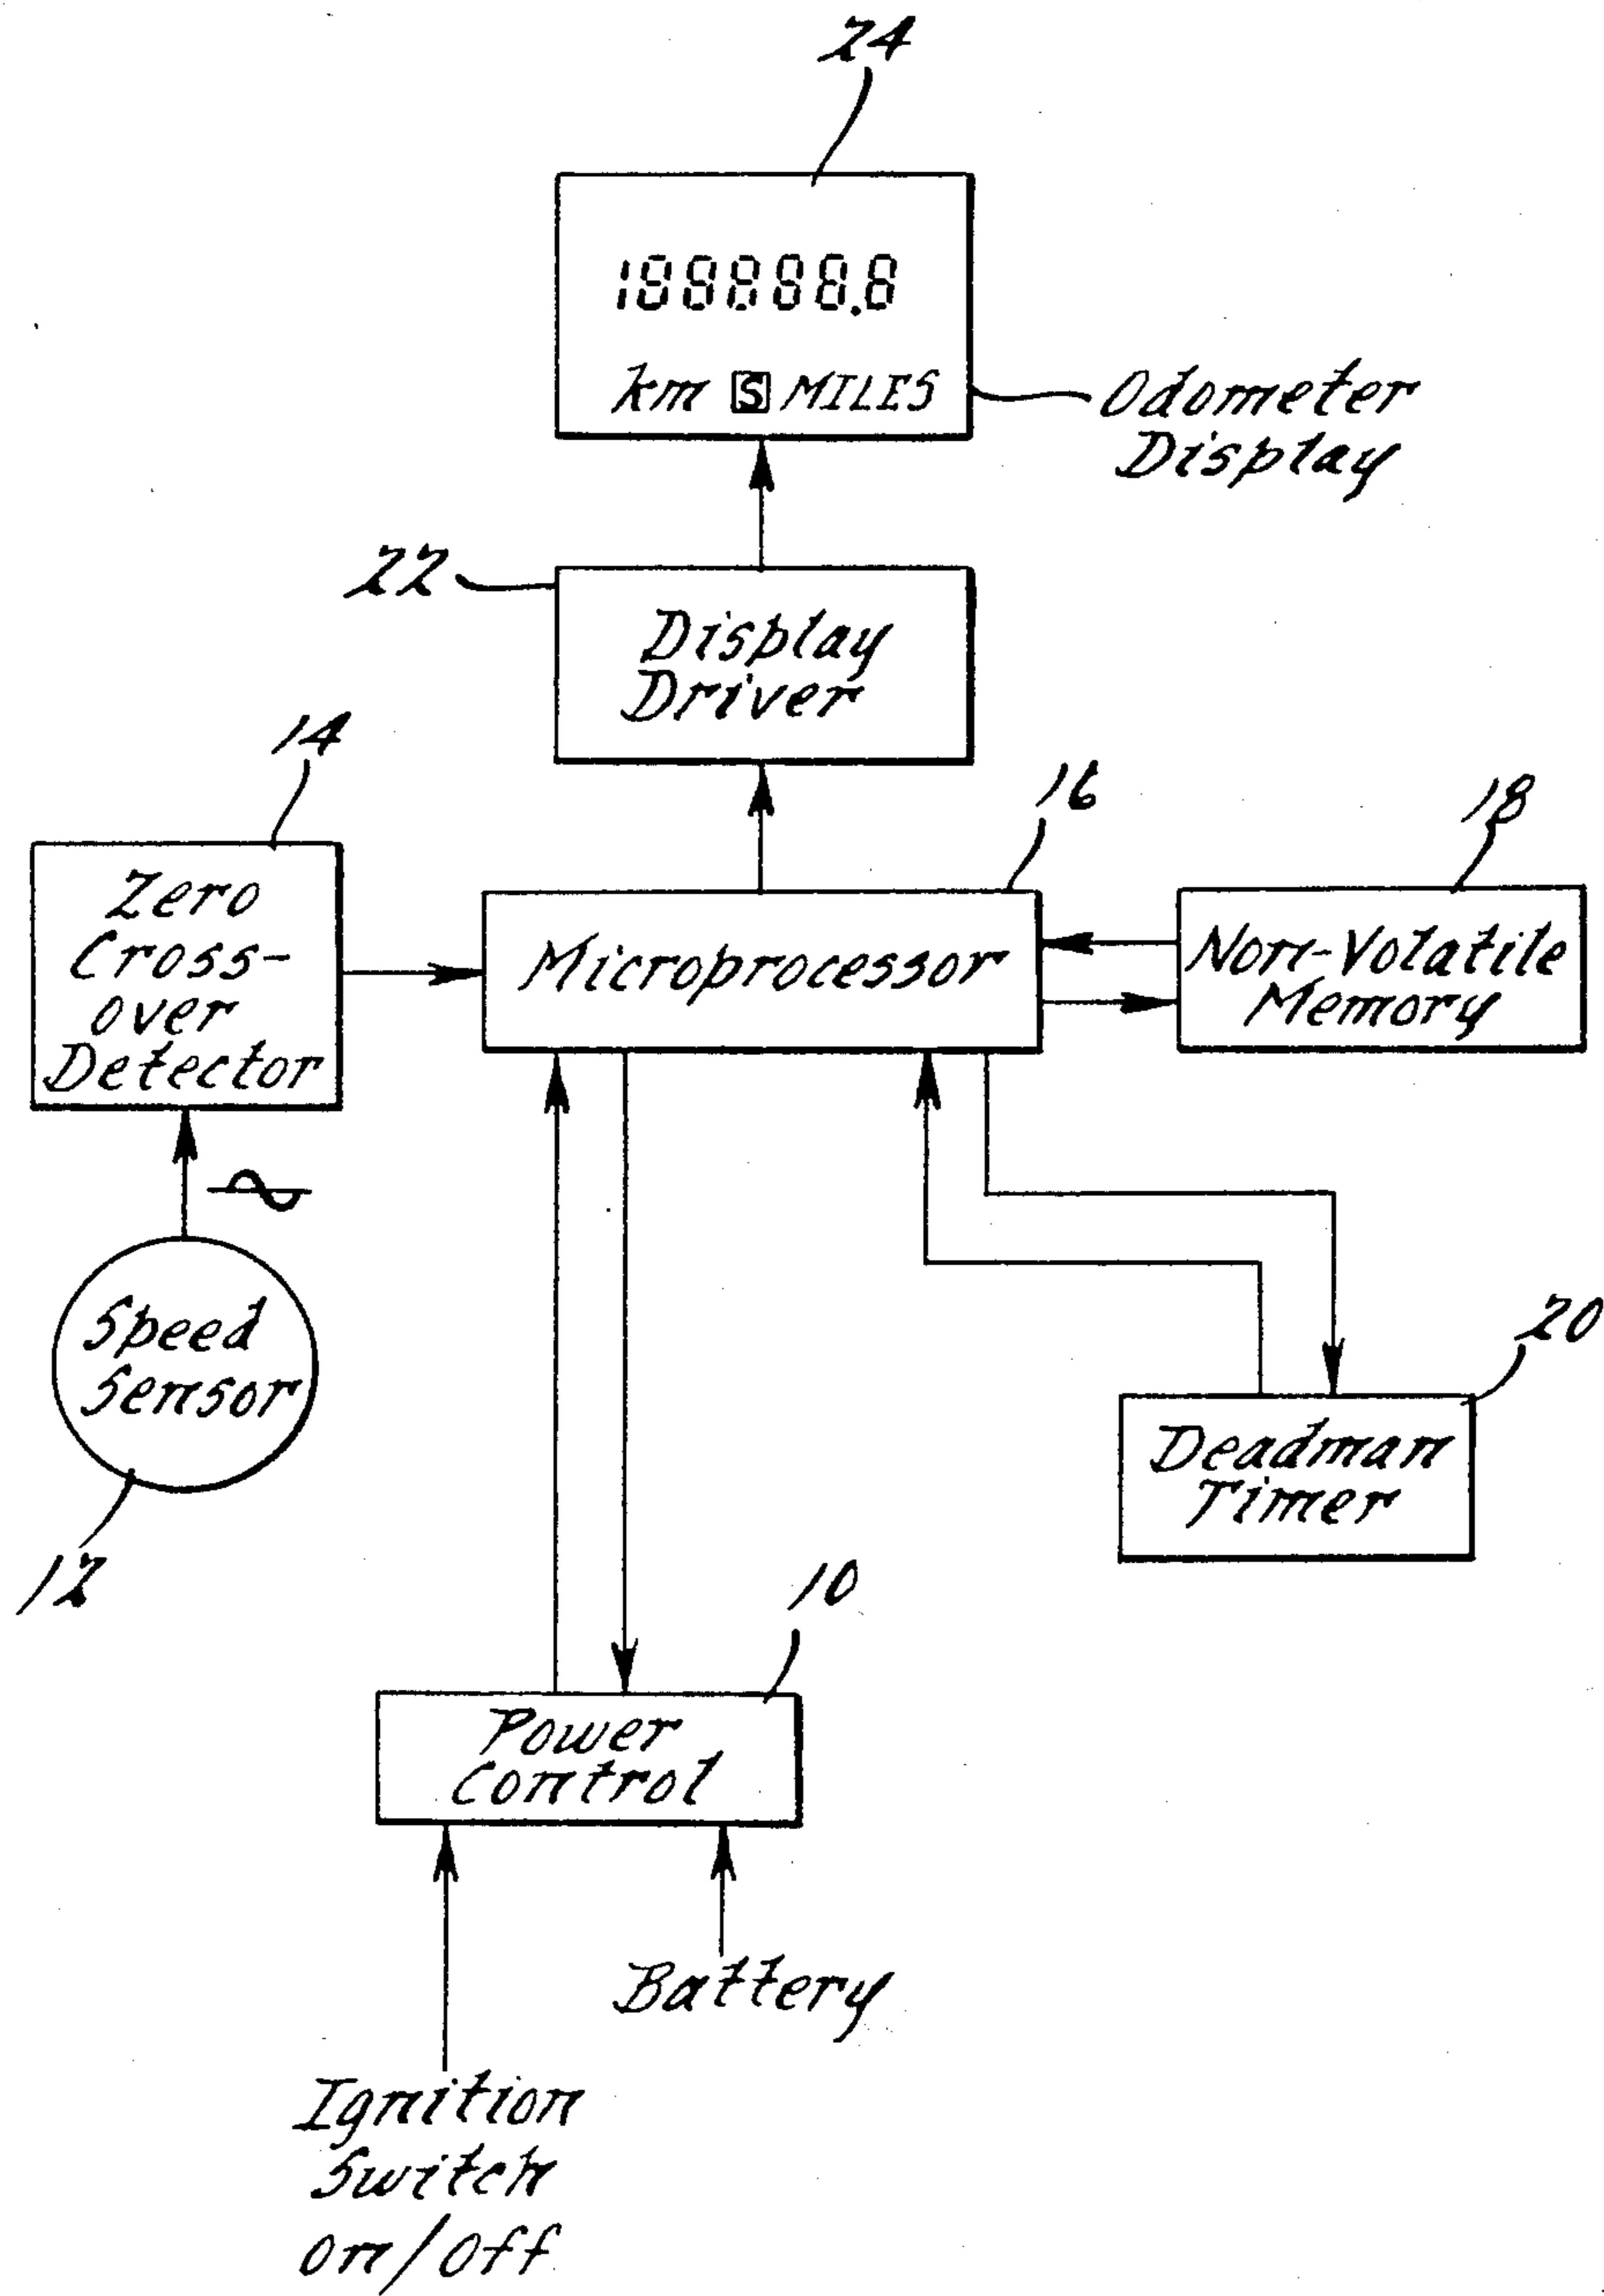 24
188888.8
km S MILES
Odometer
Display
22
Display
Driver
14
16
18
Zero
Cross-
over
Detector
Microprocessor
Non-Volatile
Memory
Speed
Sensor
20
Deadman
Timer
12
10
Power
Control
Battery
Ignition
Switch
on/off